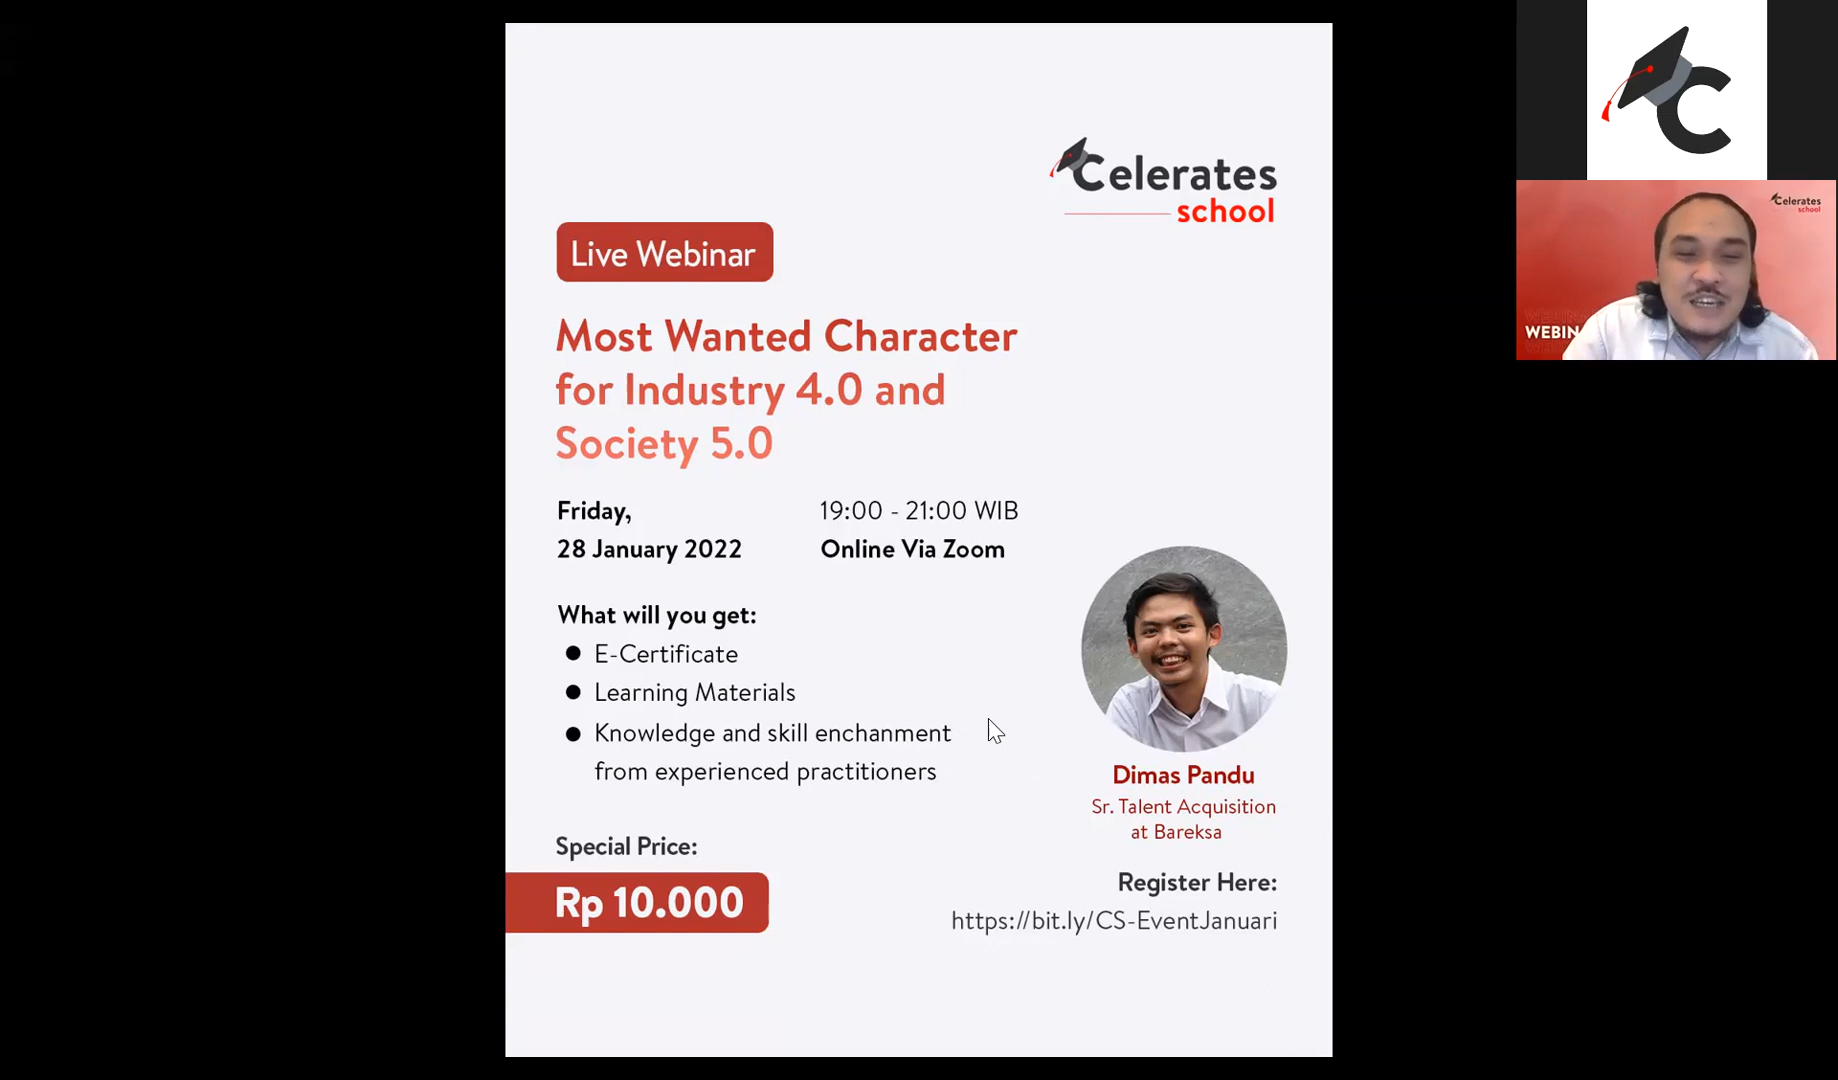 Celerates
school
Live Webinar
Most Wanted Character
for Industry 4.0 and
Society 5.0
Friday,
28 January 2022
19:00 - 21:00 WIB
Online Via Zoom
What will you get:
E-Certificate
Learning Materials
Knowledge and skill enchanment
from experienced practitioners
Dimas Pandu
Sr. Talent Acquisition
at Bareksa
Special Price:
Rp 10.000
Register Here:
https://bit.ly/CS-EventJanuari
C
Celerates
school
WEBIN